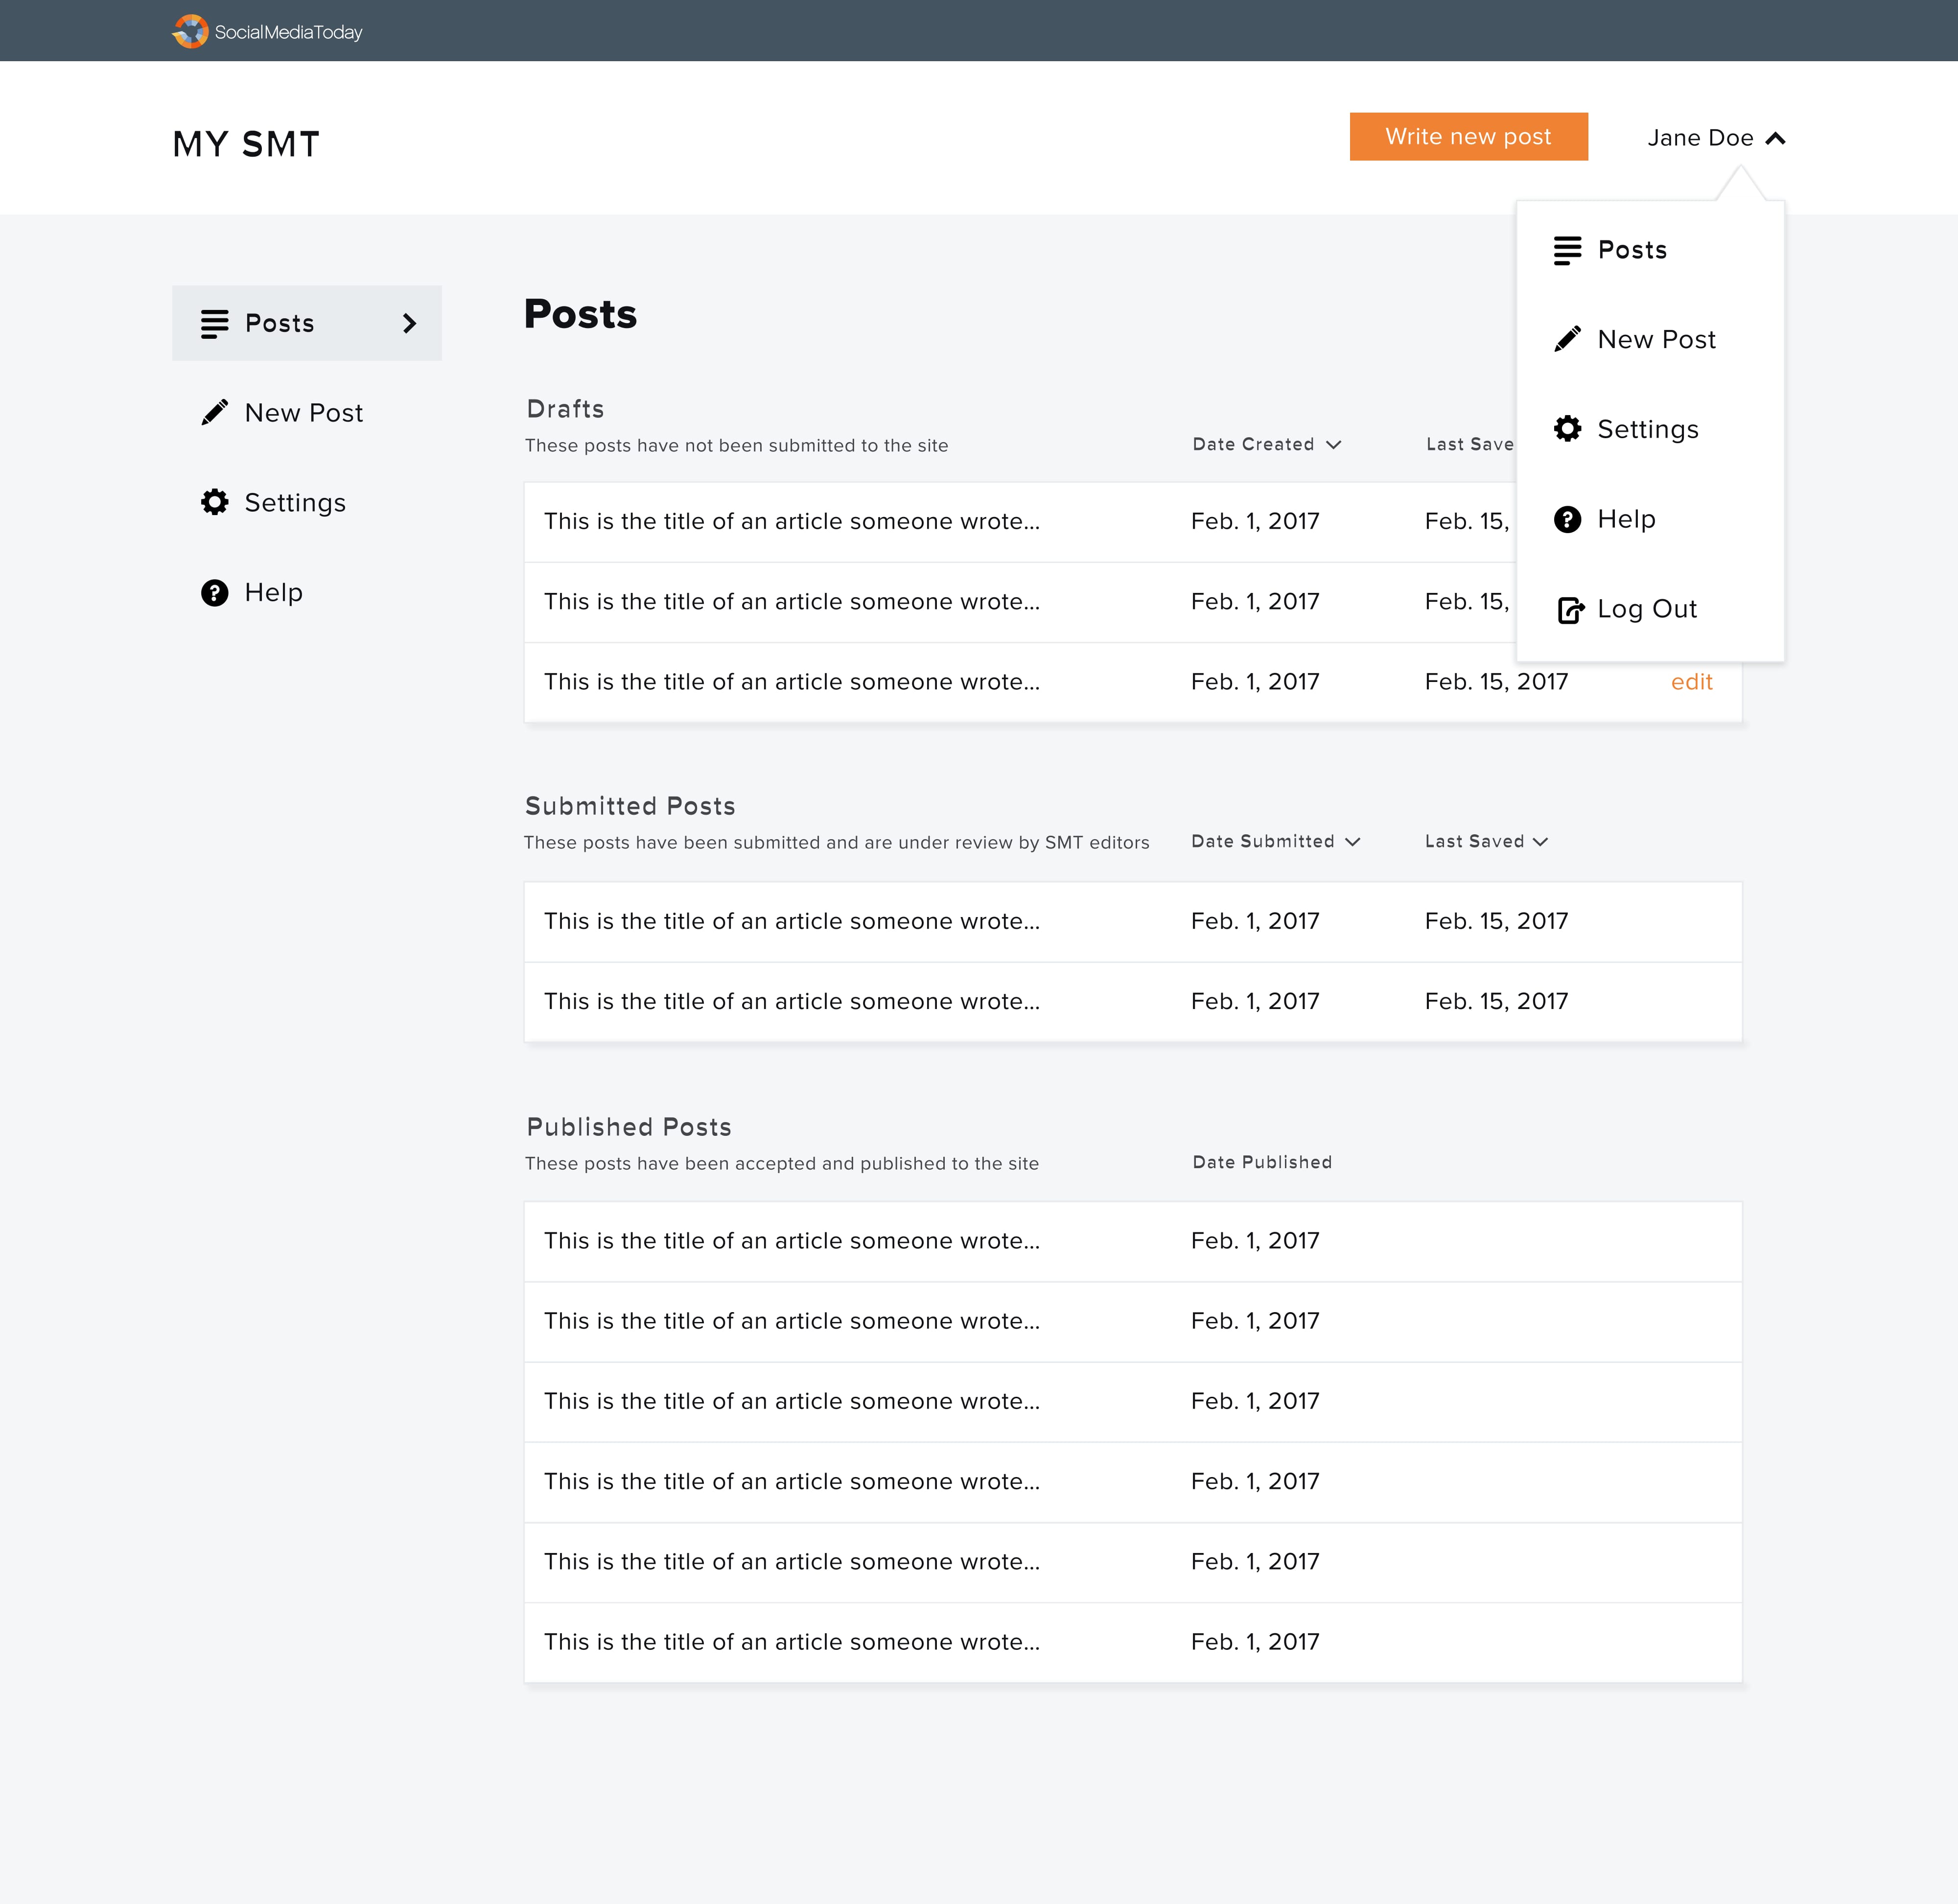 SocialMediaToday
MY SMT
Write new post
Jane Doe
Posts
New Post
Settings
Help
Log Out
Posts
New Post
Settings
Help
Posts
Drafts
These posts have not been submitted to the site Date Created Last Save
This is the title of an article someone wrote... Feb. 1, 2017 Feb. 15,
This is the title of an article someone wrote... Feb. 1, 2017 Feb. 15,
This is the title of an article someone wrote... Feb. 1, 2017 Feb. 15, 2017 edit
Submitted Posts
These posts have been submitted and are under review by SMT editors Date Submitted Last Saved
This is the title of an article someone wrote... Feb. 1, 2017 Feb. 15, 2017
This is the title of an article someone wrote... Feb. 1, 2017 Feb. 15, 2017
Published Posts
These posts have been accepted and published to the site Date Published
This is the title of an article someone wrote... Feb. 1, 2017
This is the title of an article someone wrote... Feb. 1, 2017
This is the title of an article someone wrote... Feb. 1, 2017
This is the title of an article someone wrote... Feb. 1, 2017
This is the title of an article someone wrote... Feb. 1, 2017
This is the title of an article someone wrote... Feb. 1, 2017